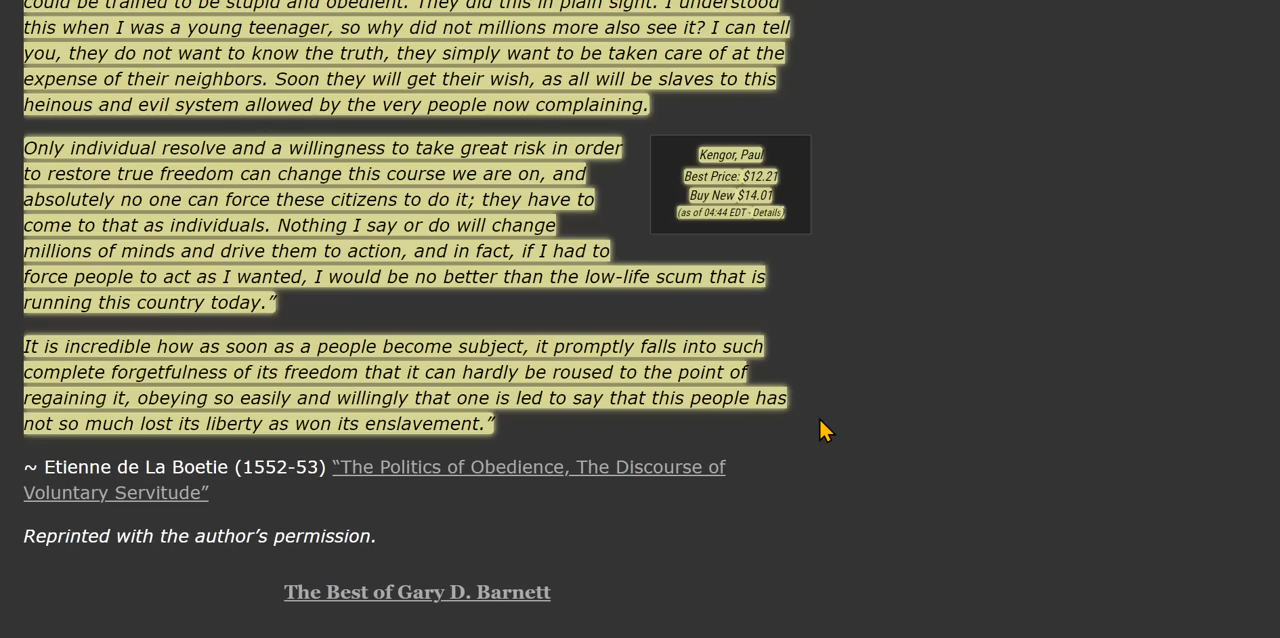 could be trained to be stupid and obedient. They did this in plain sight. I understood
this when I was a young teenager, so why did not millions more also see it? I can tell
you, they do not want to know the truth, they simply want to be taken care of at the
expense of their neighbors. Soon they will get their wish, as all will be slaves to this
heinous and evil system allowed by the very people now complaining.
Only individual resolve and a willingness to take great risk in order
to restore true freedom can change this course we are on, and
absolutely no one can force these citizens to do it; they have to
come to that as individuals. Nothing I say or do will change
millions of minds and drive them to action, and in fact, if I had to
force people to act as I wanted, I would be no better than the low-life scum that is
running this country today.”
Kengor, Paul
Best Price: $12.21
Buy New $14.01
(as of 04:44 EDT - Details)
It is incredible how as soon as a people become subject, it promptly falls into such
complete forgetfulness of its freedom that it can hardly be roused to the point of
regaining it, obeying so easily and willingly that one is led to say that this people has
not so much lost its liberty as won its enslavement.”
~ Etienne de La Boetie (1552-53) “The Politics of Obedience, The Discourse of
Voluntary Servitude”
Reprinted with the author’s permission.
The Best of Gary D. Barnett